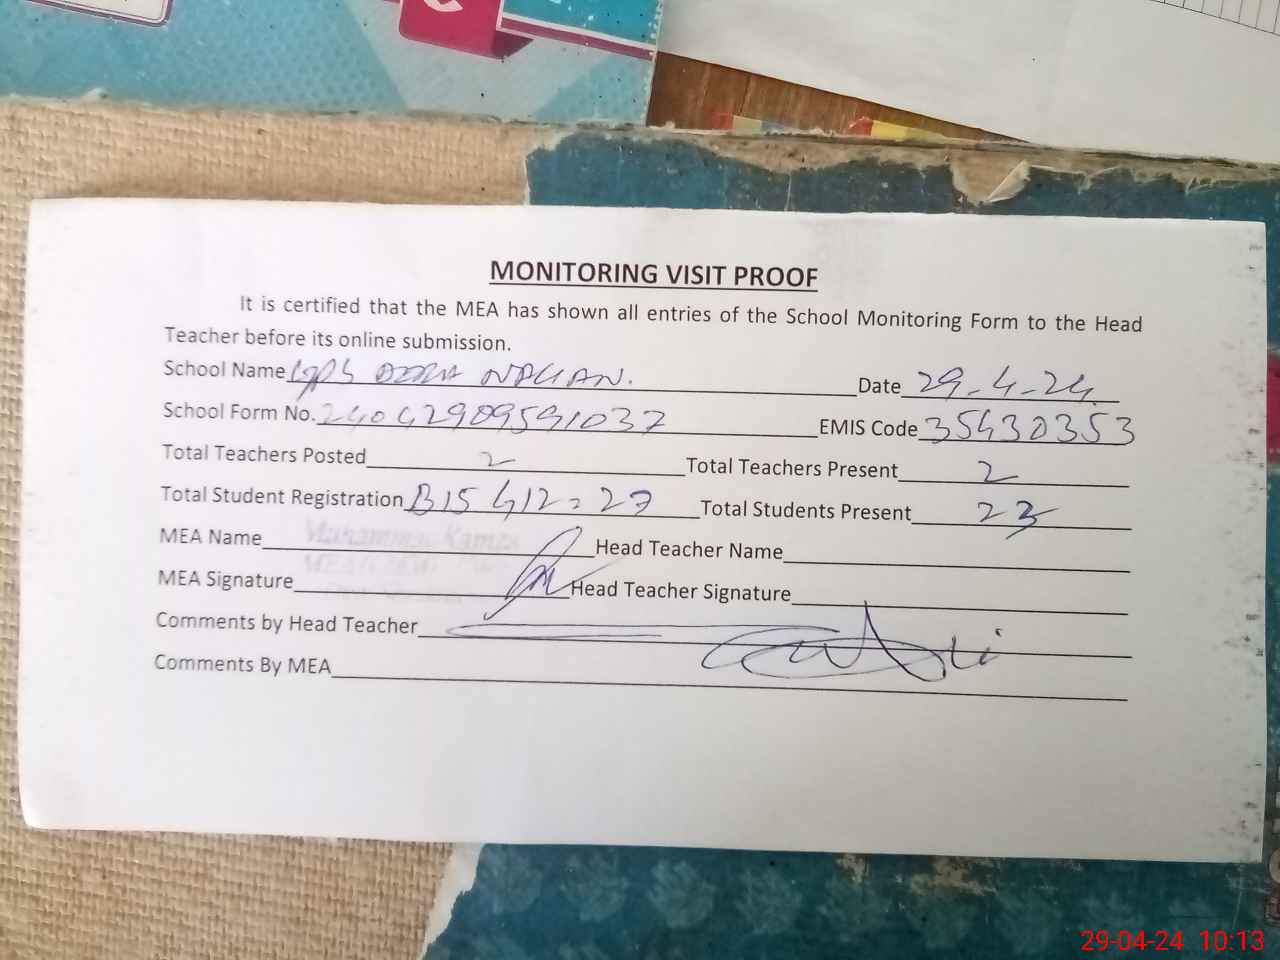 MONITORING VISIT PROOF
It is certified that the MEA has shown all entries of the School Monitoring Form to the Head
Teacher before its online submission.
School Name GPS DERA Date 29-4-24
School Form No. 24042909591037 EMIS Code 35430353
Total Teachers Posted 2 Total Teachers Present 2
Total Student Registration B15 G12 = 27 Total Students Present 23
MEA Name Head Teacher Name
MEA Signature Head Teacher Signature
Comments by Head Teacher
Comments By MEA
29-04-24 10:13